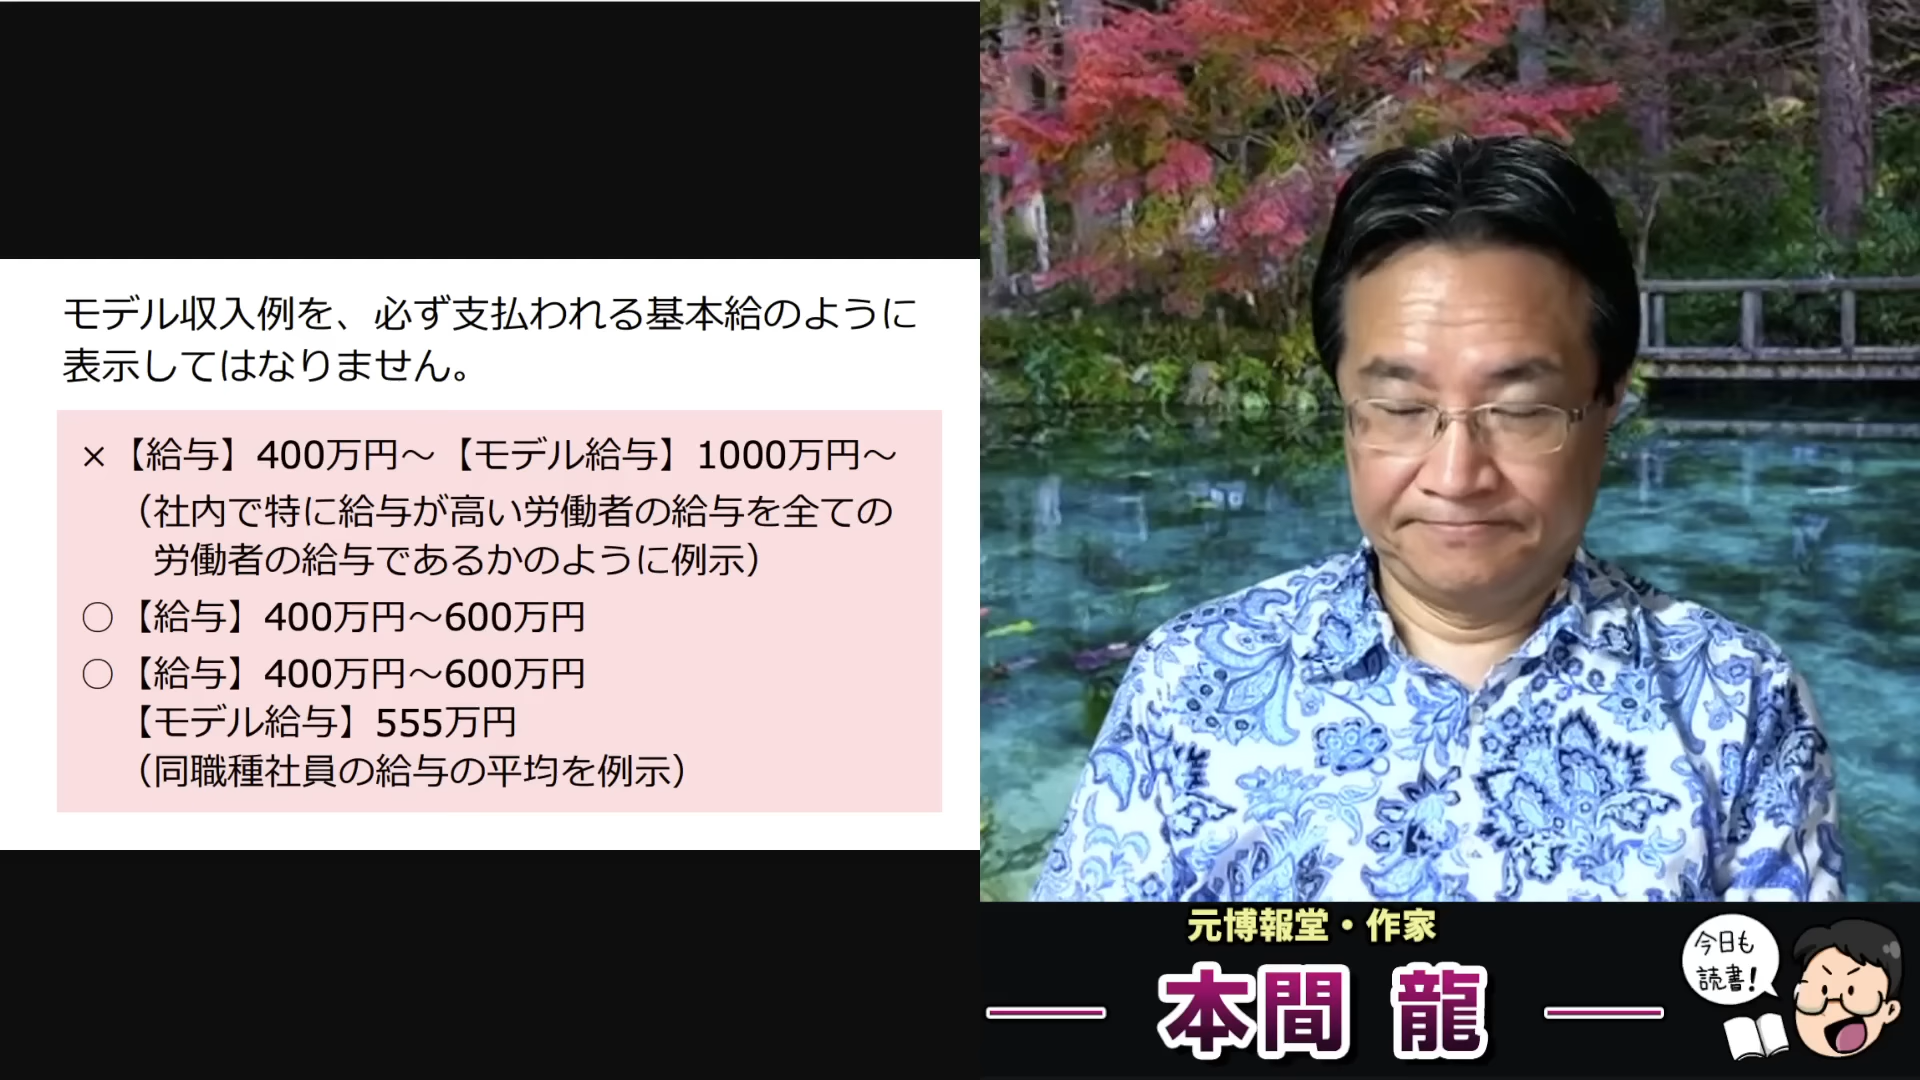 モデル収入例を、必ず支払われる基本給のように
表示してはなりません。
×【給与】400万円～【モデル給与】1000万円～
（社内で特に給与が高い労働者の給与を全ての
労働者の給与であるかのように例示）
○【給与】400万円～600万円
○【給与】400万円～600万円
【モデル給与】555万円
（同職種社員の給与の平均を例示）
元博報堂・作家
本間 龍
今日も
読書！